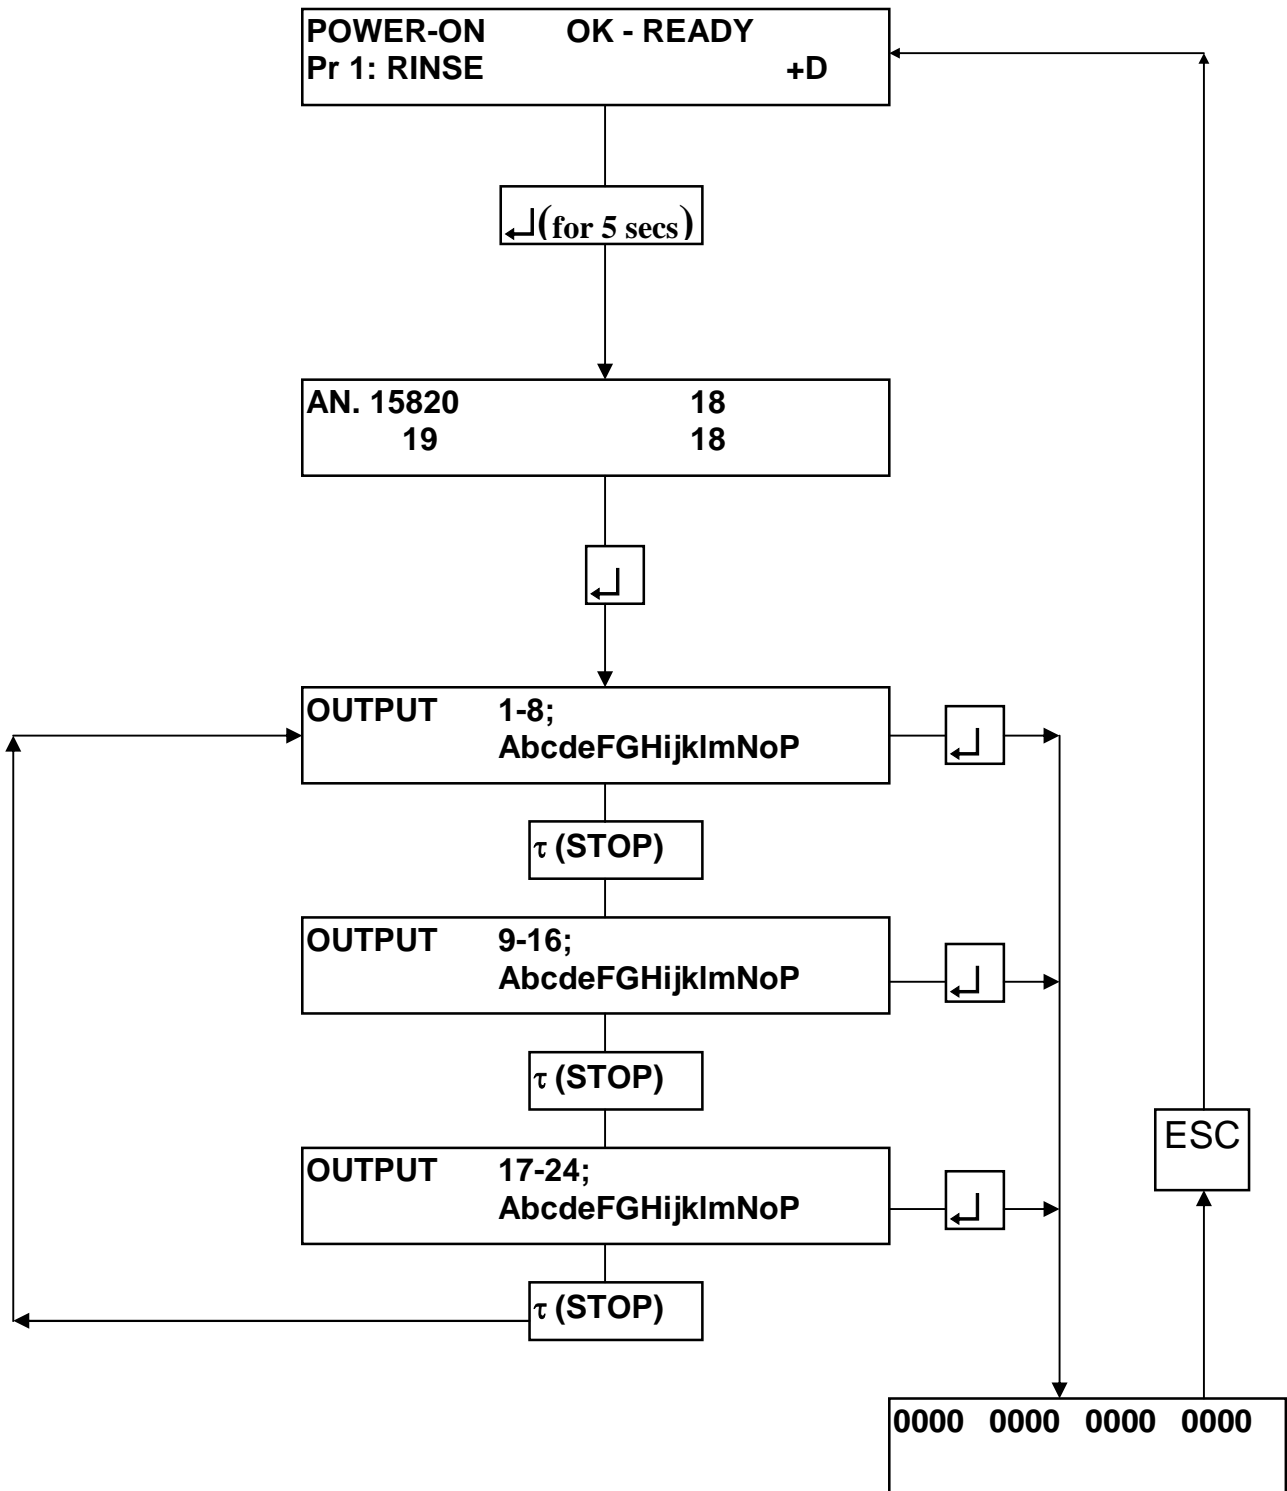 POWER-ON OK - READY
Pr 1: RINSE +D
↵(for 5 secs)
AN. 15820 18
19 18
↵
OUTPUT 1-8;
AbcdeFGHijklmNoP
↵
τ (STOP)
OUTPUT 9-16;
AbcdeFGHijklmNoP
↵
τ (STOP)
OUTPUT 17-24;
AbcdeFGHijklmNoP
↵
τ (STOP)
ESC
0000 0000 0000 0000